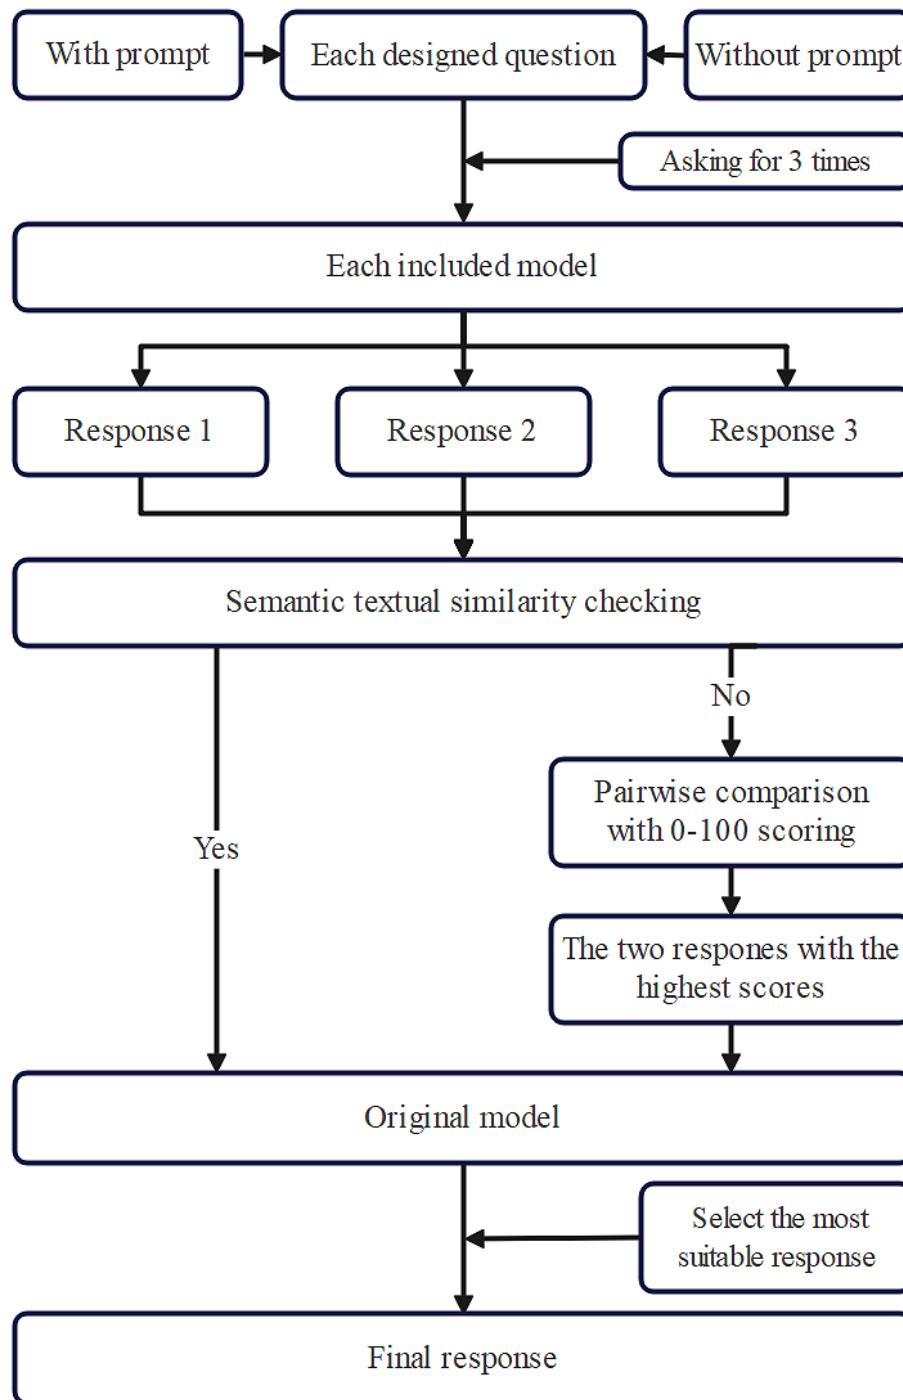 With prompt
Each designed question
Without prompt
Asking for 3 times
Each included model
Response 1
Response 2
Response 3
Semantic textual similarity checking
No
Pairwise comparison
with 0-100 scoring
Yes
The two respones with the
highest scores
Original model
Select the most
suitable response
Final response